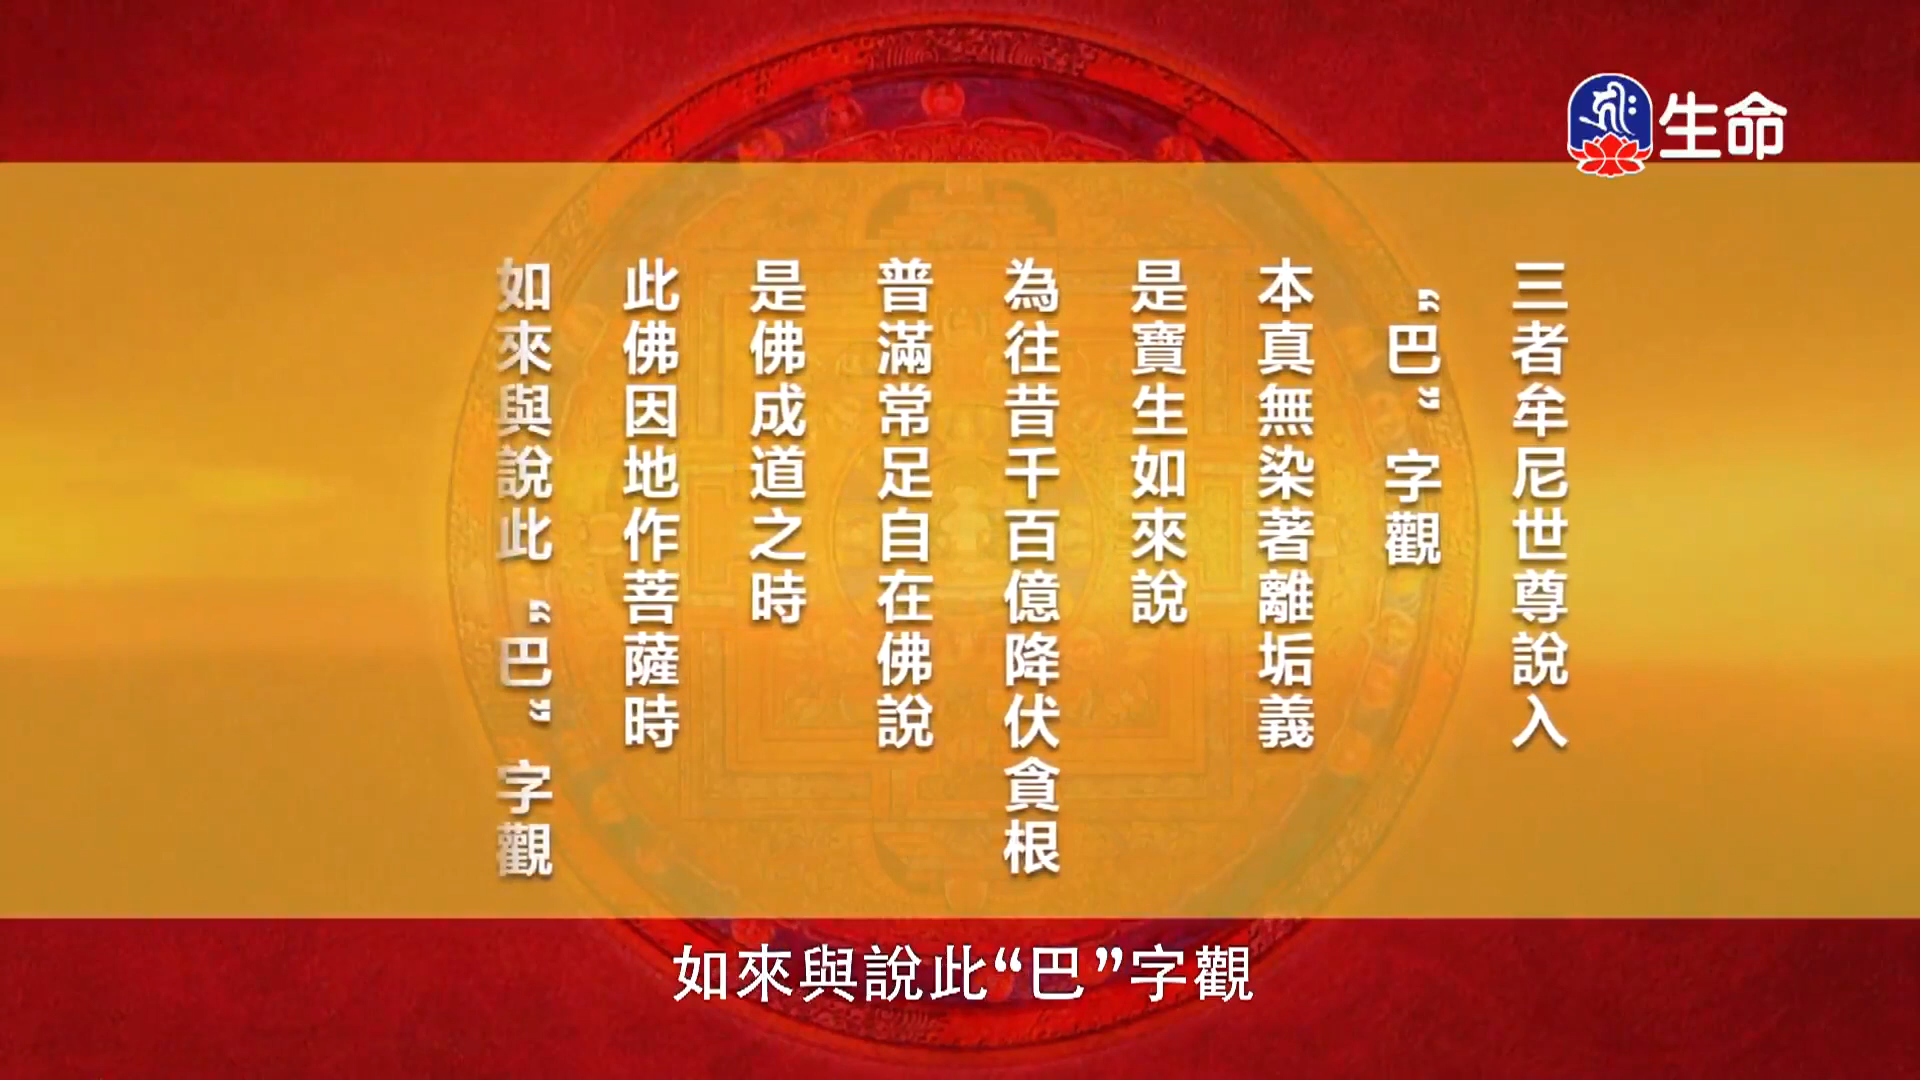 生命
三者牟尼世尊說入
“巴”字觀
本真無染著離垢義
是寶生如來說
為往昔千百億降伏貪根
普滿常足自在佛說
是佛成道之時
此佛因地作菩薩時
如來與說此“巴”字觀
如來與說此“巴”字觀